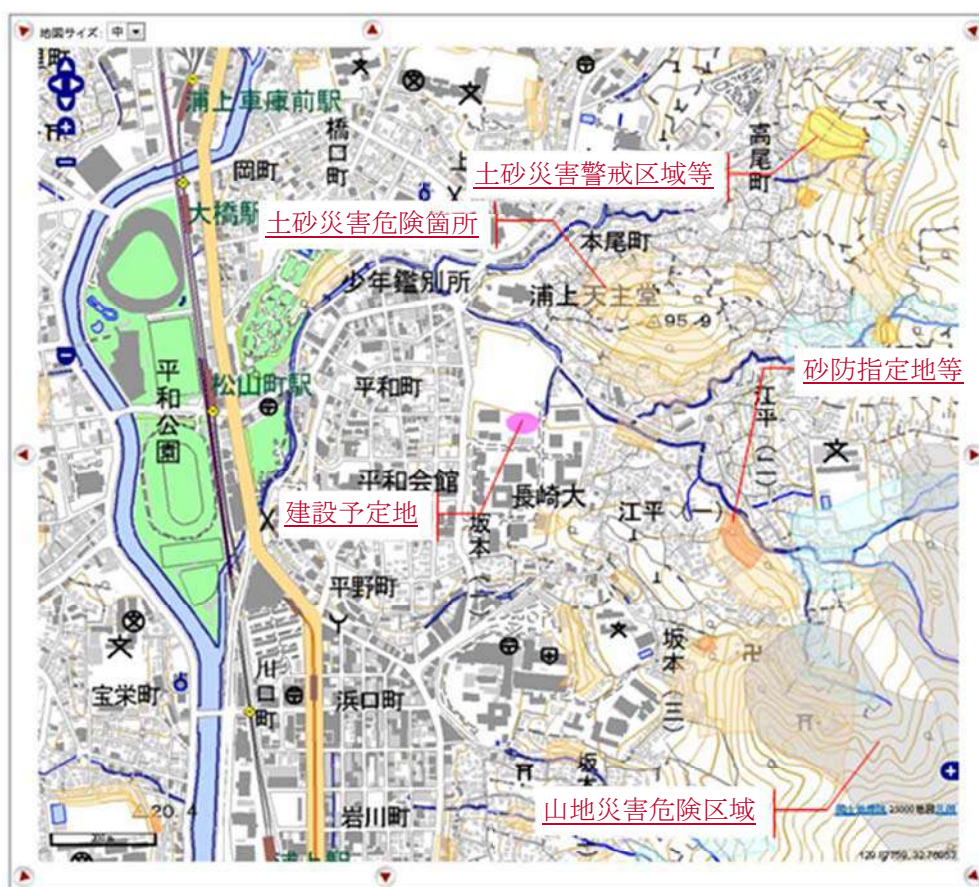 地図サイズ: 中
浦上車庫前駅
岡町
橋口町
高尾町
土砂災害警戒区域等
土砂災害危険箇所
本尾町
少年鑑別所
浦上天主堂
△95.9
砂防指定地等
松山町駅
平和町
平和公園
江平(二)
平和会館
長崎大
江平(一)
建設予定地
坂本
平野町
坂本(三)
宝栄町
川口町
浜口町
山地災害危険区域
△20.4
岩川町
浦上駅
200m